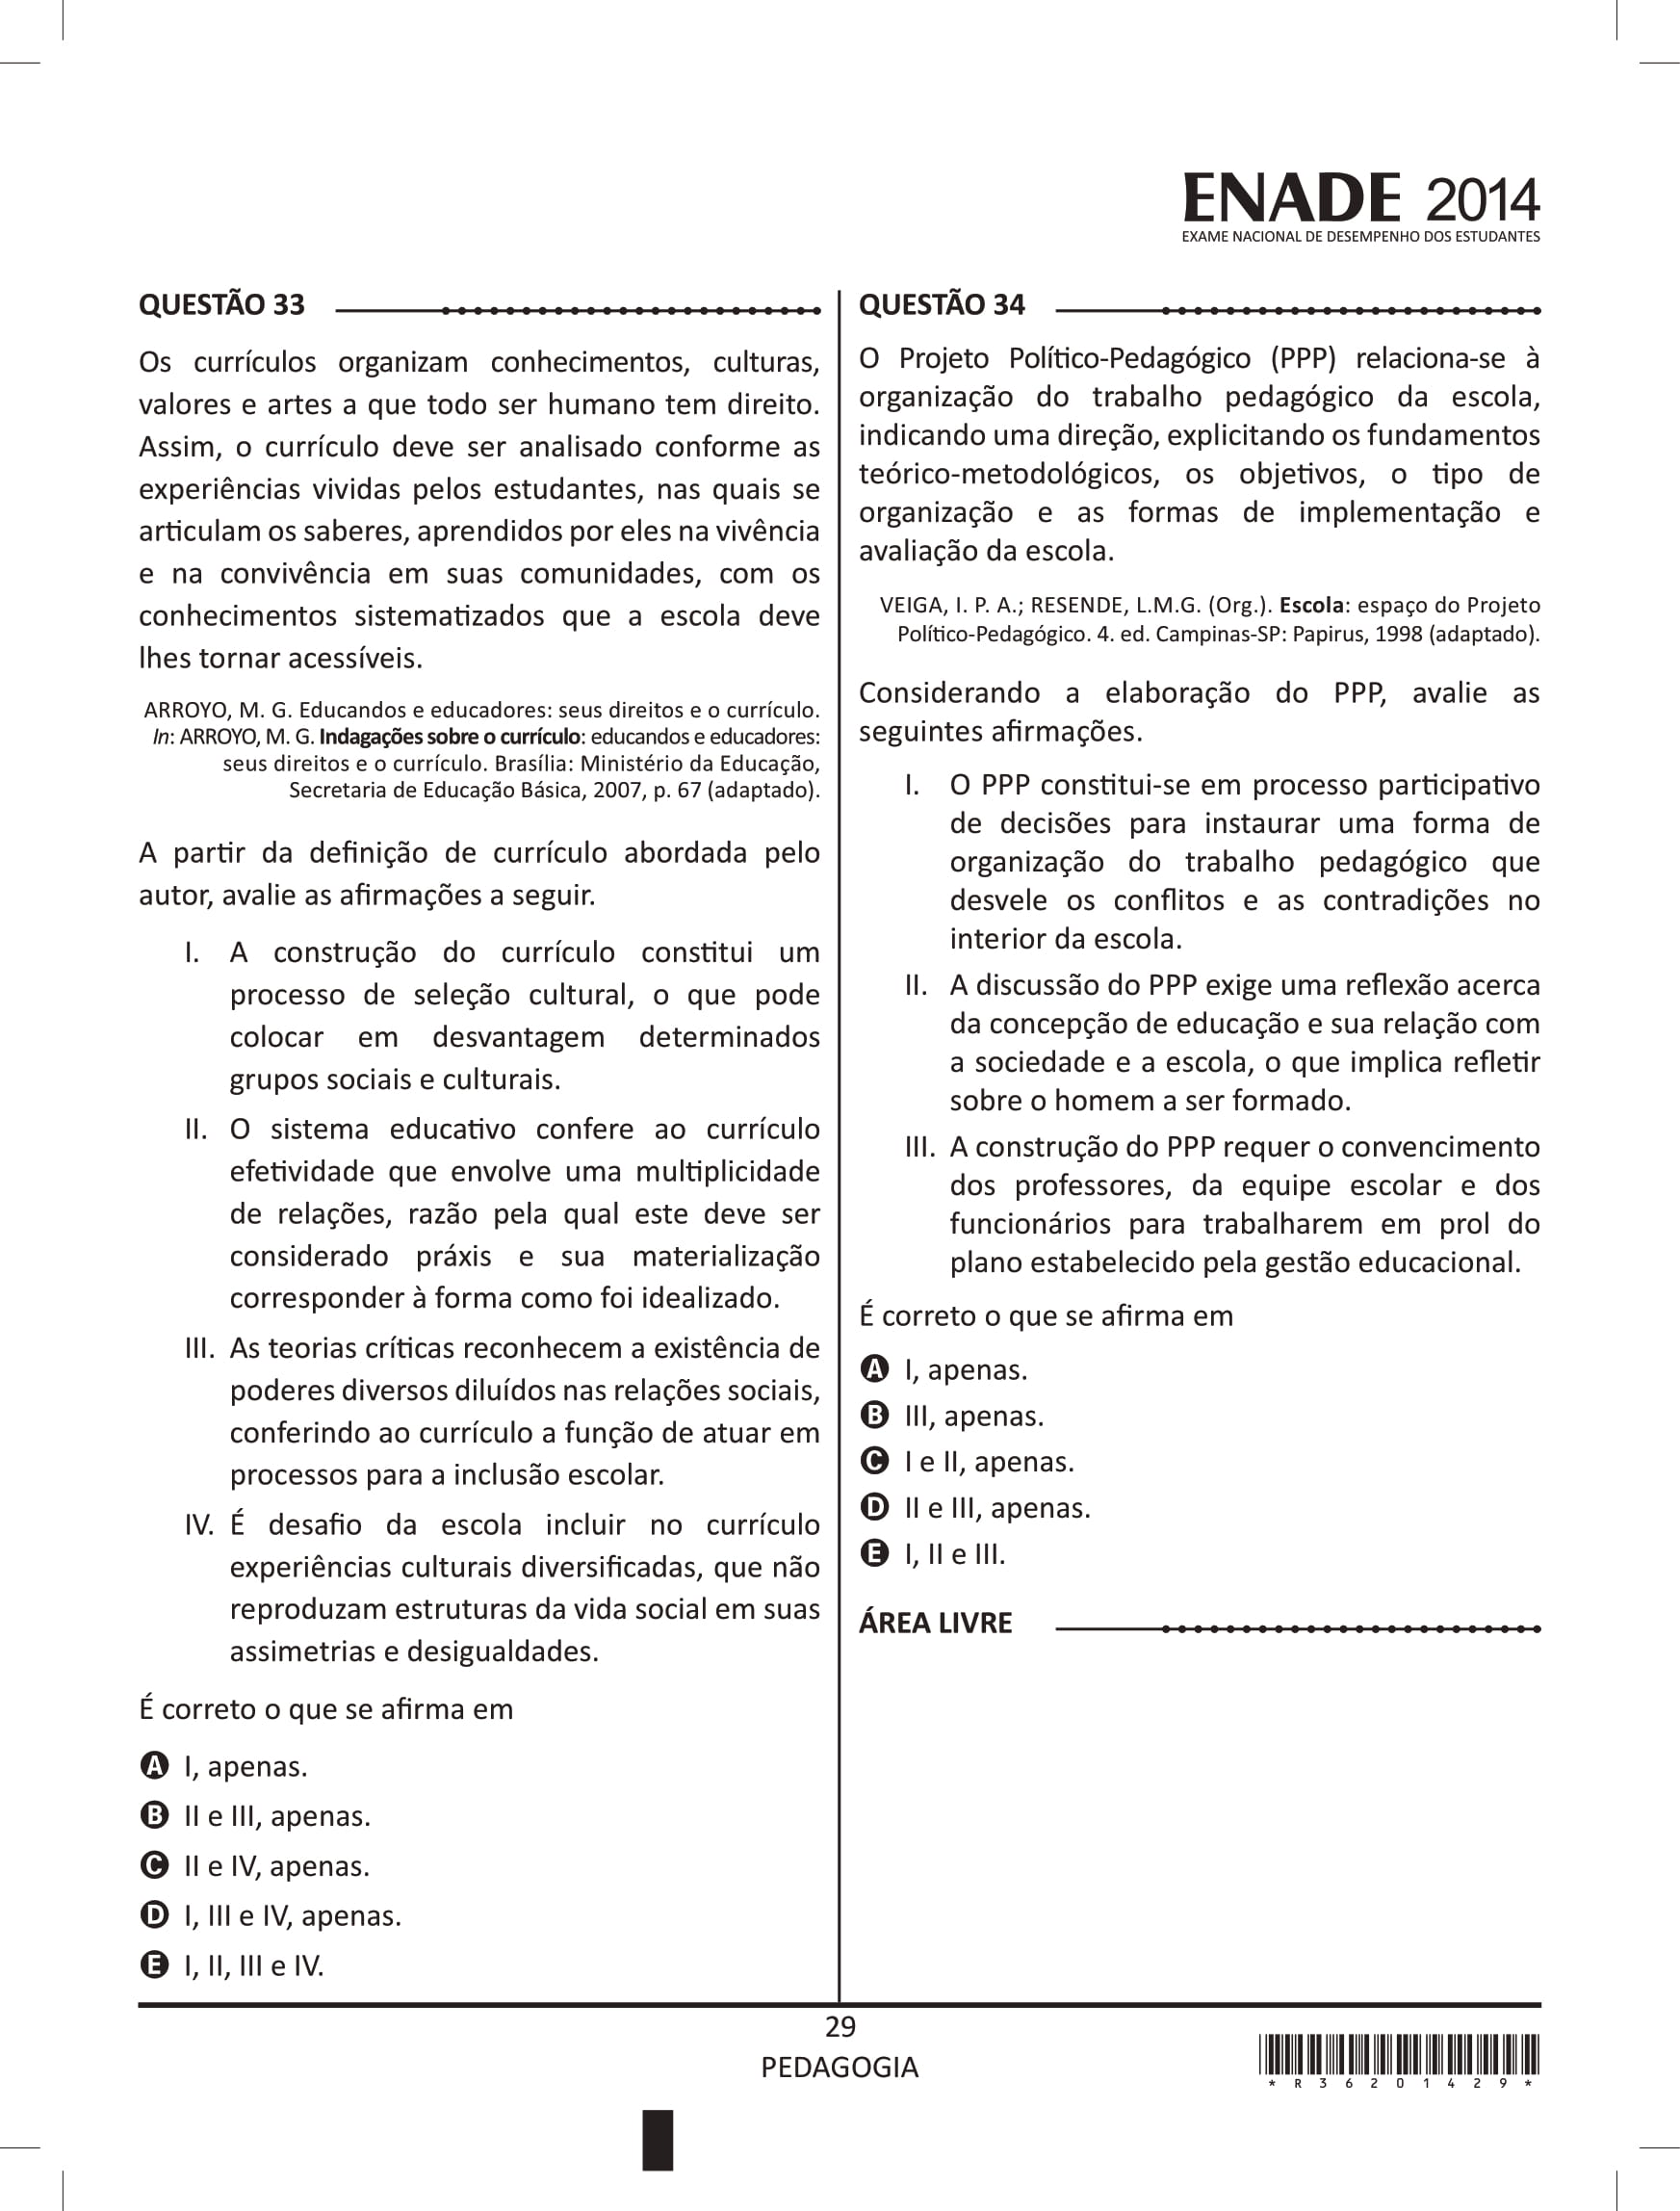 ENADE 2014
EXAME NACIONAL DE DESEMPENHO DOS ESTUDANTES
QUESTÃO 33
Os currículos organizam conhecimentos, culturas,
valores e artes a que todo ser humano tem direito.
Assim, o currículo deve ser analisado conforme as
experiências vividas pelos estudantes, nas quais se
articulam os saberes, aprendidos por eles na vivência
e na convivência em suas comunidades, com os
conhecimentos sistematizados que a escola deve
lhes tornar acessíveis.
ARROYO, M. G. Educandos e educadores: seus direitos e o currículo.
In: ARROYO, M. G. Indagações sobre o currículo: educandos e educadores:
seus direitos e o currículo. Brasília: Ministério da Educação,
Secretaria de Educação Básica, 2007, p. 67 (adaptado).
A partir da definição de currículo abordada pelo
autor, avalie as afirmações a seguir.
I. A construção do currículo constitui um
processo de seleção cultural, o que pode
colocar em desvantagem determinados
grupos sociais e culturais.
II. O sistema educativo confere ao currículo
efetividade que envolve uma multiplicidade
de relações, razão pela qual este deve ser
considerado práxis e sua materialização
corresponder à forma como foi idealizado.
III. As teorias críticas reconhecem a existência de
poderes diversos diluídos nas relações sociais,
conferindo ao currículo a função de atuar em
processos para a inclusão escolar.
IV. É desafio da escola incluir no currículo
experiências culturais diversificadas, que não
reproduzam estruturas da vida social em suas
assimetrias e desigualdades.
É correto o que se afirma em
A I, apenas.
B II e III, apenas.
C II e IV, apenas.
D I, III e IV, apenas.
E I, II, III e IV.
QUESTÃO 34
O Projeto Político-Pedagógico (PPP) relaciona-se à
organização do trabalho pedagógico da escola,
indicando uma direção, explicitando os fundamentos
teórico-metodológicos, os objetivos, o tipo de
organização e as formas de implementação e
avaliação da escola.
VEIGA, I. P. A.; RESENDE, L.M.G. (Org.). Escola: espaço do Projeto
Político-Pedagógico. 4. ed. Campinas-SP: Papirus, 1998 (adaptado).
Considerando a elaboração do PPP, avalie as
seguintes afirmações.
I. O PPP constitui-se em processo participativo
de decisões para instaurar uma forma de
organização do trabalho pedagógico que
desvele os conflitos e as contradições no
interior da escola.
II. A discussão do PPP exige uma reflexão acerca
da concepção de educação e sua relação com
a sociedade e a escola, o que implica refletir
sobre o homem a ser formado.
III. A construção do PPP requer o convencimento
dos professores, da equipe escolar e dos
funcionários para trabalharem em prol do
plano estabelecido pela gestão educacional.
É correto o que se afirma em
A I, apenas.
B III, apenas.
C I e II, apenas.
D II e III, apenas.
E I, II e III.
ÁREA LIVRE
29
PEDAGOGIA
* R 3 6 2 0 1 4 2 9 *